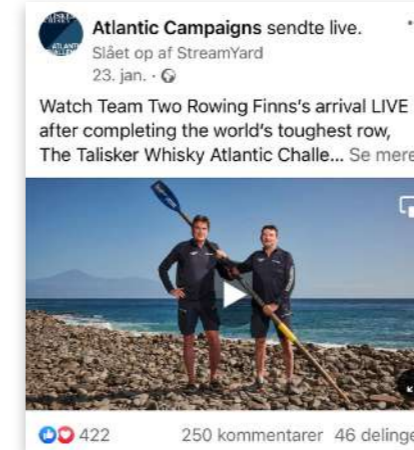 Atlantic Campaigns sendte live.
Slået op af StreamYard
23. jan. ·
Watch Team Two Rowing Finns's arrival LIVE
after completing the world's toughest row,
The Talisker Whisky Atlantic Challe... Se mere
422 250 kommentarer 46 delinge